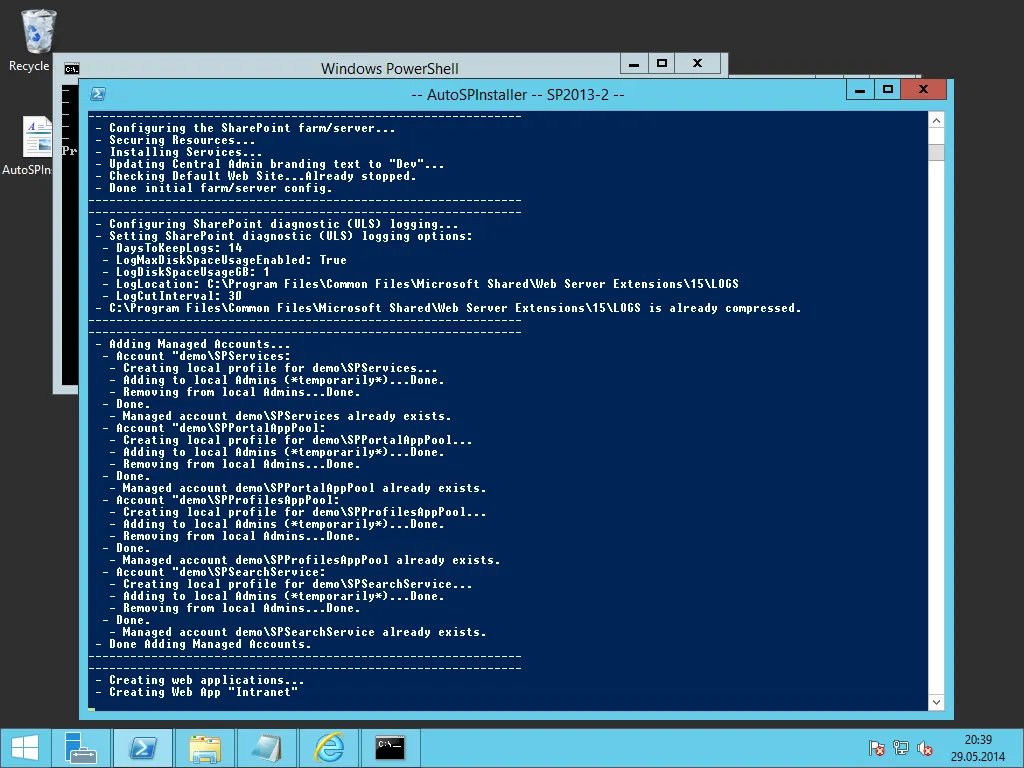 Recycle
Windows PowerShell
-- AutoSPInstaller -- SP2013-2 --
AutoSPIns
Pr
--------------------------------------------------------------
- Configuring the SharePoint farm/server...
- Securing Resources...
- Installing Services...
- Updating Central Admin branding text to "Dev"...
- Checking Default Web Site...Already stopped.
- Done initial farm/server config.
--------------------------------------------------------------
--------------------------------------------------------------
- Configuring SharePoint diagnostic (ULS) logging...
- Setting SharePoint diagnostic (ULS) logging options:
- DaysToKeepLogs: 14
- LogMaxDiskSpaceUsageEnabled: True
- LogDiskSpaceUsageGB: 1
- LogLocation: C:\Program Files\Common Files\Microsoft Shared\Web Server Extensions\15\LOGS
- LogCutInterval: 30
- C:\Program Files\Common Files\Microsoft Shared\Web Server Extensions\15\LOGS is already compressed.
--------------------------------------------------------------
--------------------------------------------------------------
- Adding Managed Accounts...
- Account "demo\SPServices:
- Creating local profile for demo\SPServices...
- Adding to local Admins (*temporarily*)...Done.
- Removing from local Admins...Done.
- Done.
- Managed account demo\SPServices already exists.
- Account "demo\SPPortalAppPool:
- Creating local profile for demo\SPPortalAppPool...
- Adding to local Admins (*temporarily*)...Done.
- Removing from local Admins...Done.
- Done.
- Managed account demo\SPPortalAppPool already exists.
- Account "demo\SPProfilesAppPool:
- Creating local profile for demo\SPProfilesAppPool...
- Adding to local Admins (*temporarily*)...Done.
- Removing from local Admins...Done.
- Done.
- Managed account demo\SPProfilesAppPool already exists.
- Account "demo\SPSearchService:
- Creating local profile for demo\SPSearchService...
- Adding to local Admins (*temporarily*)...Done.
- Removing from local Admins...Done.
- Done.
- Managed account demo\SPSearchService already exists.
- Done Adding Managed Accounts.
--------------------------------------------------------------
--------------------------------------------------------------
- Creating web applications...
- Creating Web App "Intranet"
20:39
29.05.2014